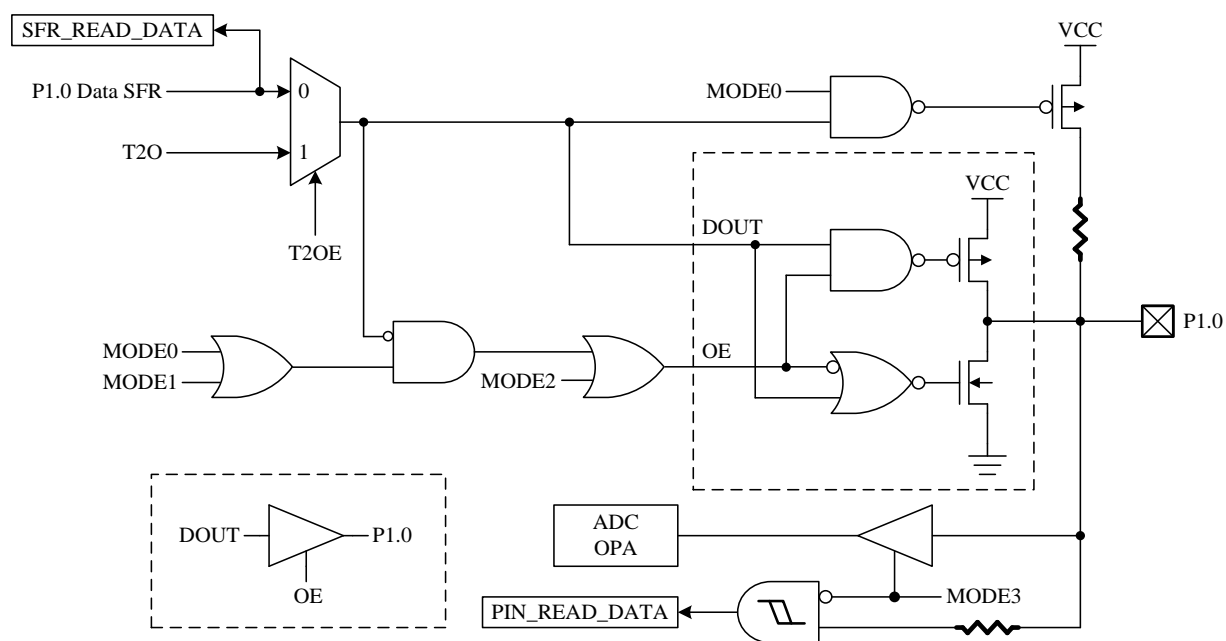 SFR_READ_DATA
VCC
P1.0 Data SFR
0
MODE0
T2O
1
VCC
DOUT
T2OE
P1.0
MODE0
OE
MODE1
MODE2
ADC
OPA
DOUT
P1.0
OE
MODE3
PIN_READ_DATA